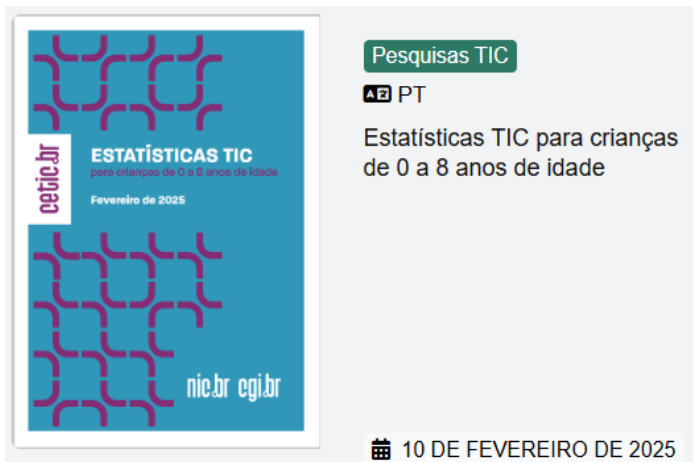 cetic.br
ESTATÍSTICAS TIC
para crianças de 0 a 8 anos de idade
Fevereiro de 2025
nic.br cgi.br
Pesquisas TIC
PT
Estatísticas TIC para crianças
de 0 a 8 anos de idade
10 DE FEVEREIRO DE 2025